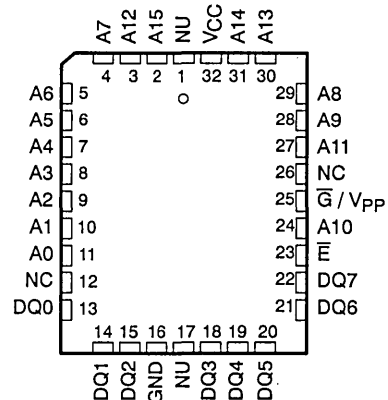 A7 A12 A15 NU VCC A14 A13
4 3 2 1 32 31 30
A6 5 29 A8
A5 6 28 A9
A4 7 27 A11
A3 8 26 NC
A2 9 25 G̅ / VPP
A1 10 24 A10
A0 11 23 E̅
NC 12 22 DQ7
DQ0 13 21 DQ6
14 15 16 17 18 19 20
DQ1 DQ2 GND NU DQ3 DQ4 DQ5